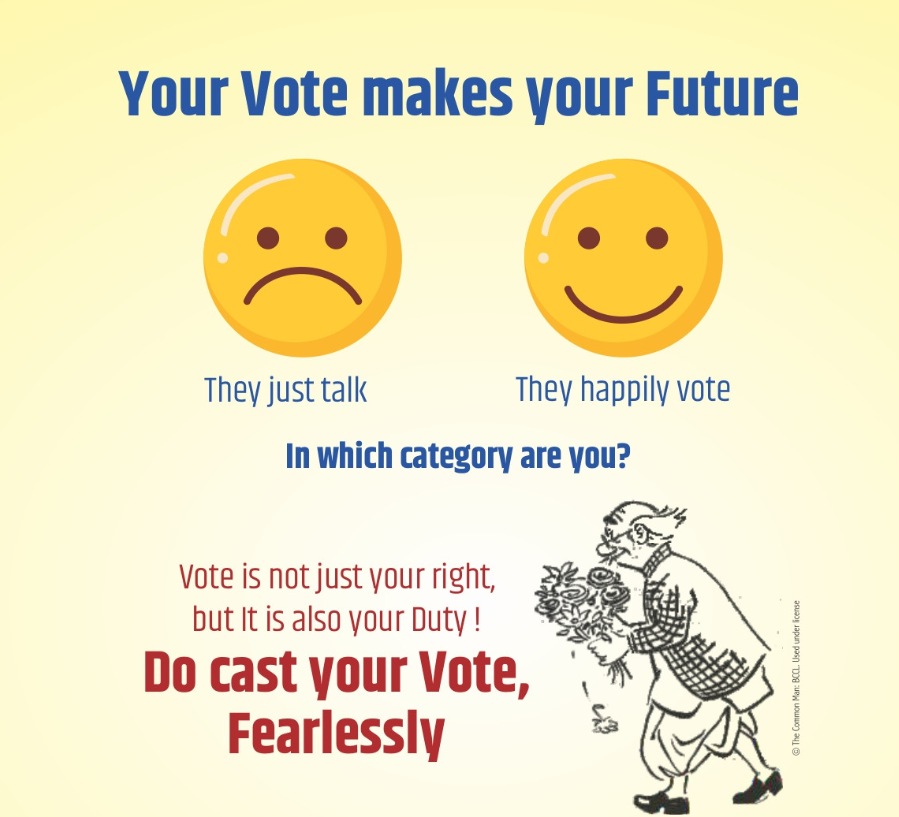 Your Vote makes your Future
They just talk
They happily vote
In which category are you?
Vote is not just your right,
but It is also your Duty !
Do cast your Vote,
Fearlessly
© The Common Man: BCCL. Used under license